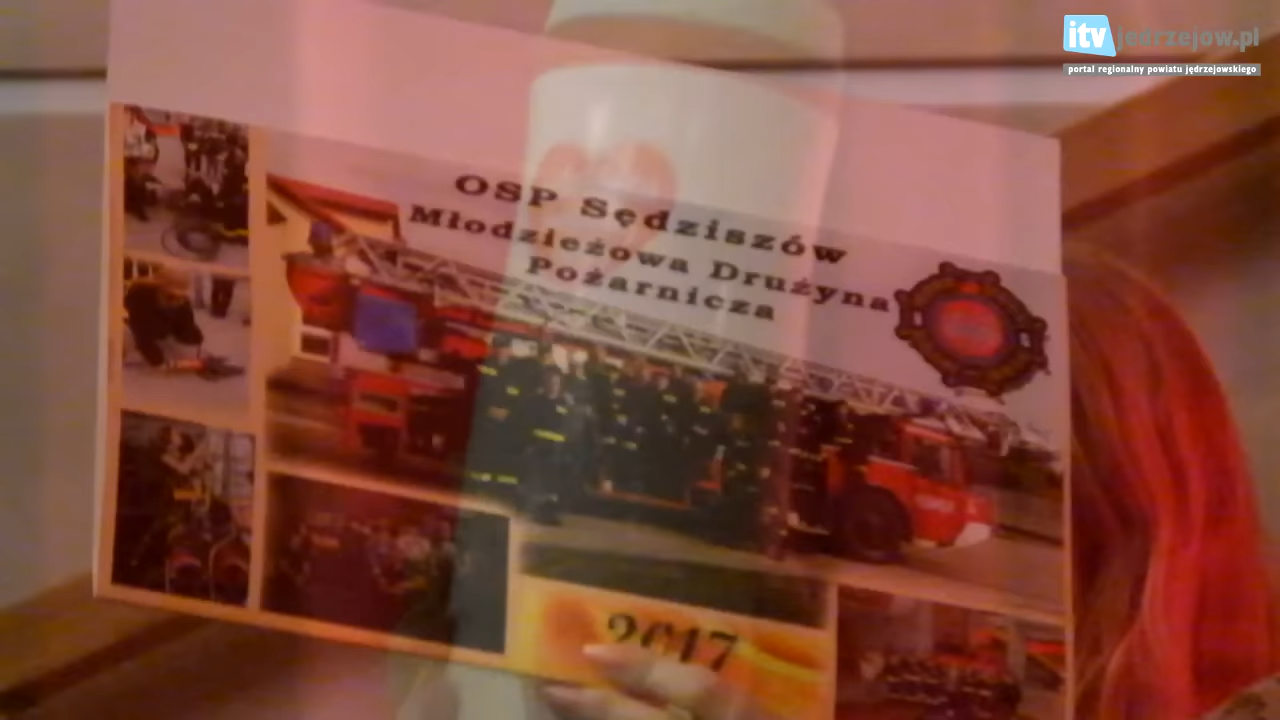 itv jędrzejow.pl
portal regionalny powiatu jędrzejowskiego
OSP Sędziszów
Młodzieżowa Drużyna
Pożarnicza
2017